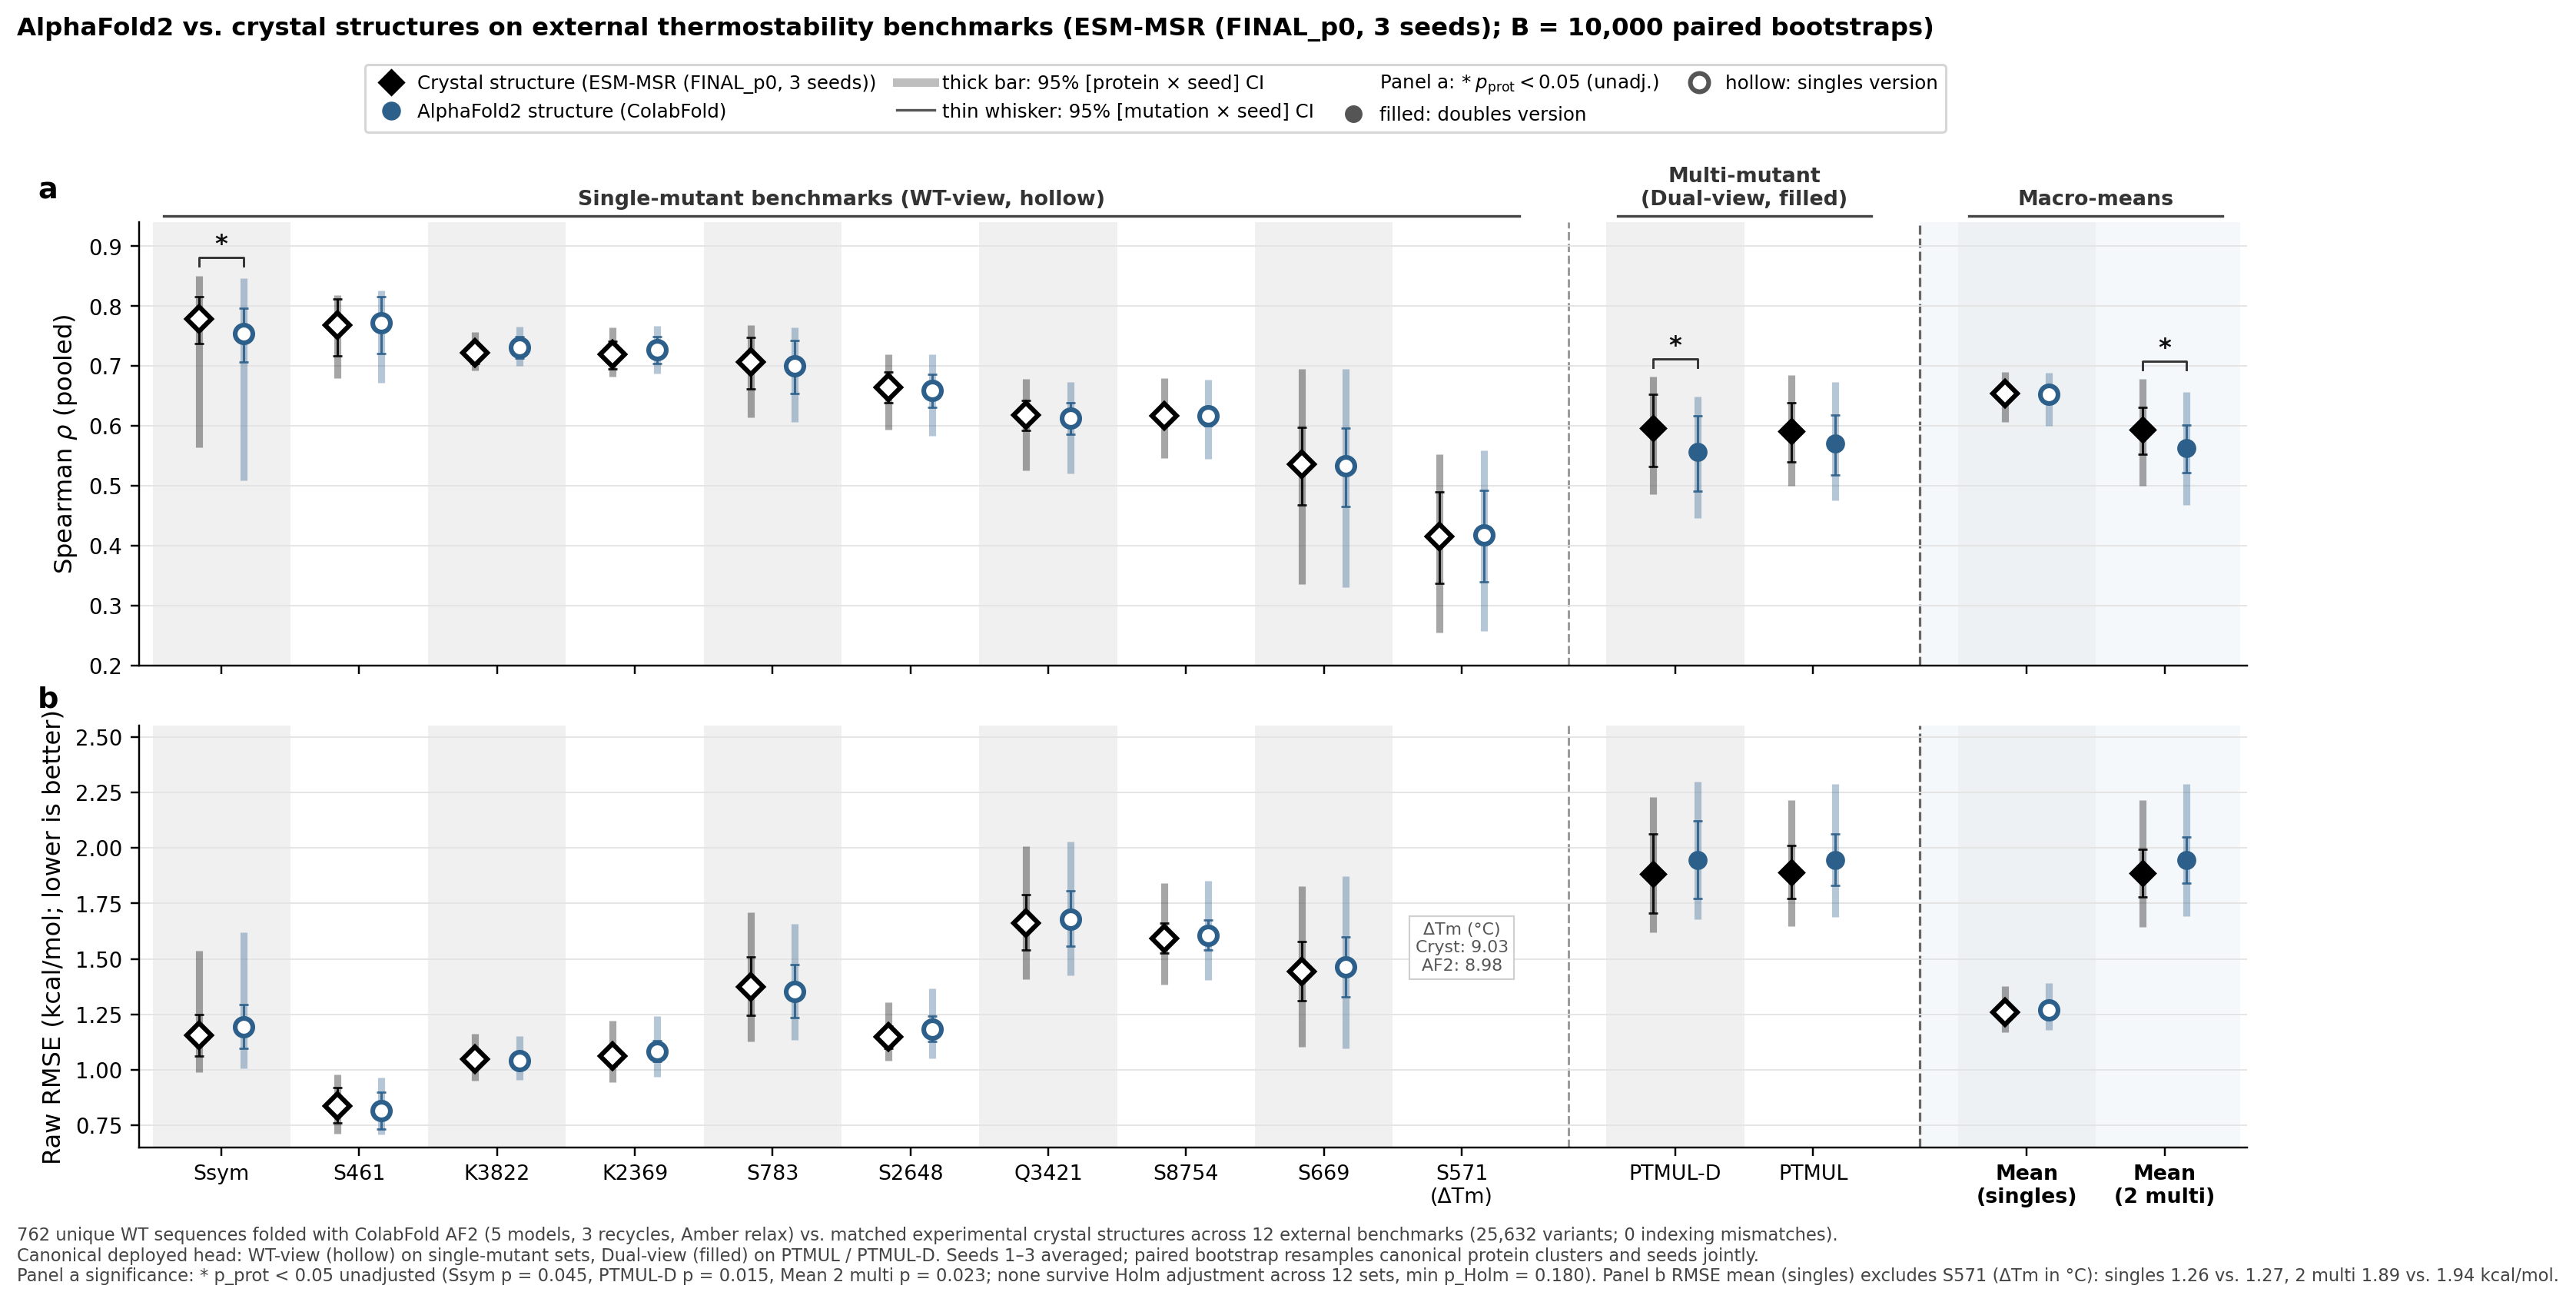 AlphaFold2 vs. crystal structures on external thermostability benchmarks (ESM-MSR (FINAL_p0, 3 seeds); B = 10,000 paired bootstraps)
Crystal structure (ESM-MSR (FINAL_p0, 3 seeds))
AlphaFold2 structure (ColabFold)
thick bar: 95% [protein × seed] CI
thin whisker: 95% [mutation × seed] CI
Panel a: * p_prot < 0.05 (unadj.)
filled: doubles version
hollow: singles version
a
Single-mutant benchmarks (WT-view, hollow)
Multi-mutant
(Dual-view, filled)
Macro-means
Spearman ρ (pooled)
0.9
0.8
0.7
0.6
0.5
0.4
0.3
0.2
*
*
*
b
Raw RMSE (kcal/mol; lower is better)
2.50
2.25
2.00
1.75
1.50
1.25
1.00
0.75
ΔTm (°C)
Cryst: 9.03
AF2: 8.98
Ssym
S461
K3822
K2369
S783
S2648
Q3421
S8754
S669
S571
(ΔTm)
PTMUL-D
PTMUL
Mean
(singles)
Mean
(2 multi)
762 unique WT sequences folded with ColabFold AF2 (5 models, 3 recycles, Amber relax) vs. matched experimental crystal structures across 12 external benchmarks (25,632 variants; 0 indexing mismatches).
Canonical deployed head: WT-view (hollow) on single-mutant sets, Dual-view (filled) on PTMUL / PTMUL-D. Seeds 1–3 averaged; paired bootstrap resamples canonical protein clusters and seeds jointly.
Panel a significance: * p_prot < 0.05 unadjusted (Ssym p = 0.045, PTMUL-D p = 0.015, Mean 2 multi p = 0.023; none survive Holm adjustment across 12 sets, min p_Holm = 0.180). Panel b RMSE mean (singles) excludes S571 (ΔTm in °C): singles 1.26 vs. 1.27, 2 multi 1.89 vs. 1.94 kcal/mol.